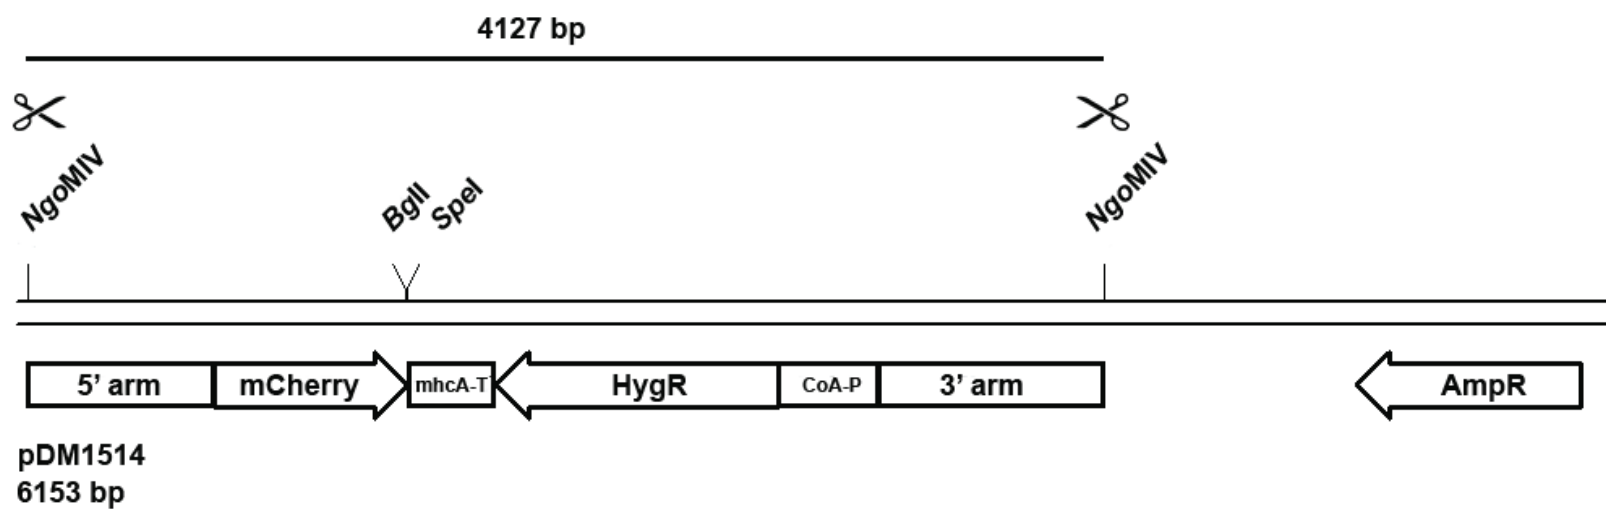 4127 bp
NgoMIV
BglI
SpeI
NgoMIV
5’ arm
mCherry
mhcA-T
HygR
CoA-P
3’ arm
AmpR
pDM1514
6153 bp